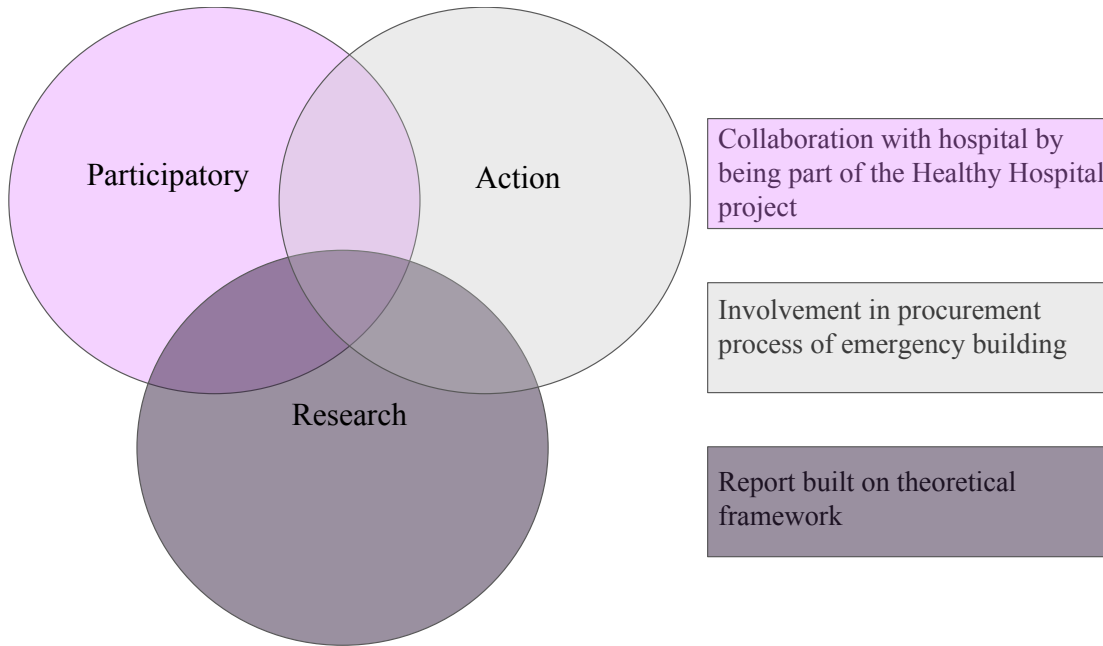 Participatory
Action
Research
Collaboration with hospital by
being part of the Healthy Hospital
project
Involvement in procurement
process of emergency building
Report built on theoretical
framework